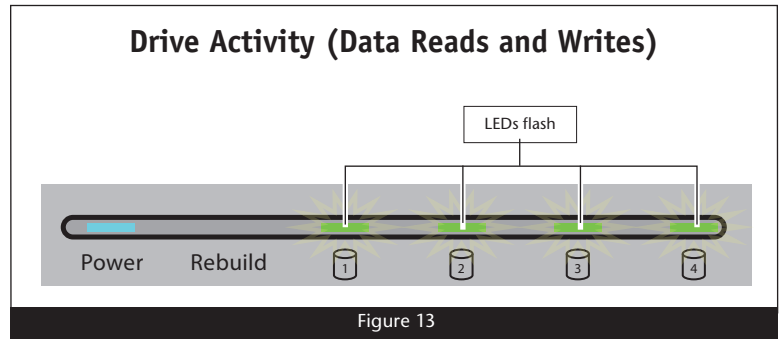 Drive Activity (Data Reads and Writes)
LEDs flash
Power Rebuild 1 2 3 4
Figure 13